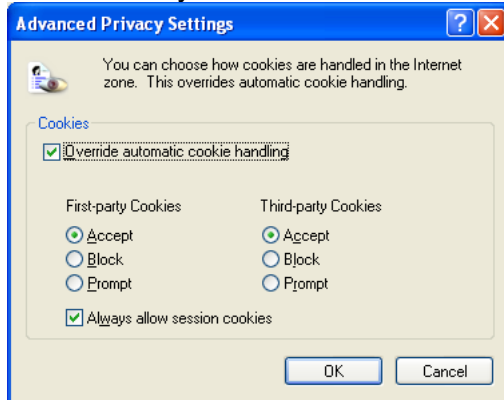 Advanced Privacy Settings
You can choose how cookies are handled in the Internet
zone. This overrides automatic cookie handling.
Cookies
Override automatic cookie handling
First-party Cookies Third-party Cookies
Accept Accept
Block Block
Prompt Prompt
Always allow session cookies
OK Cancel